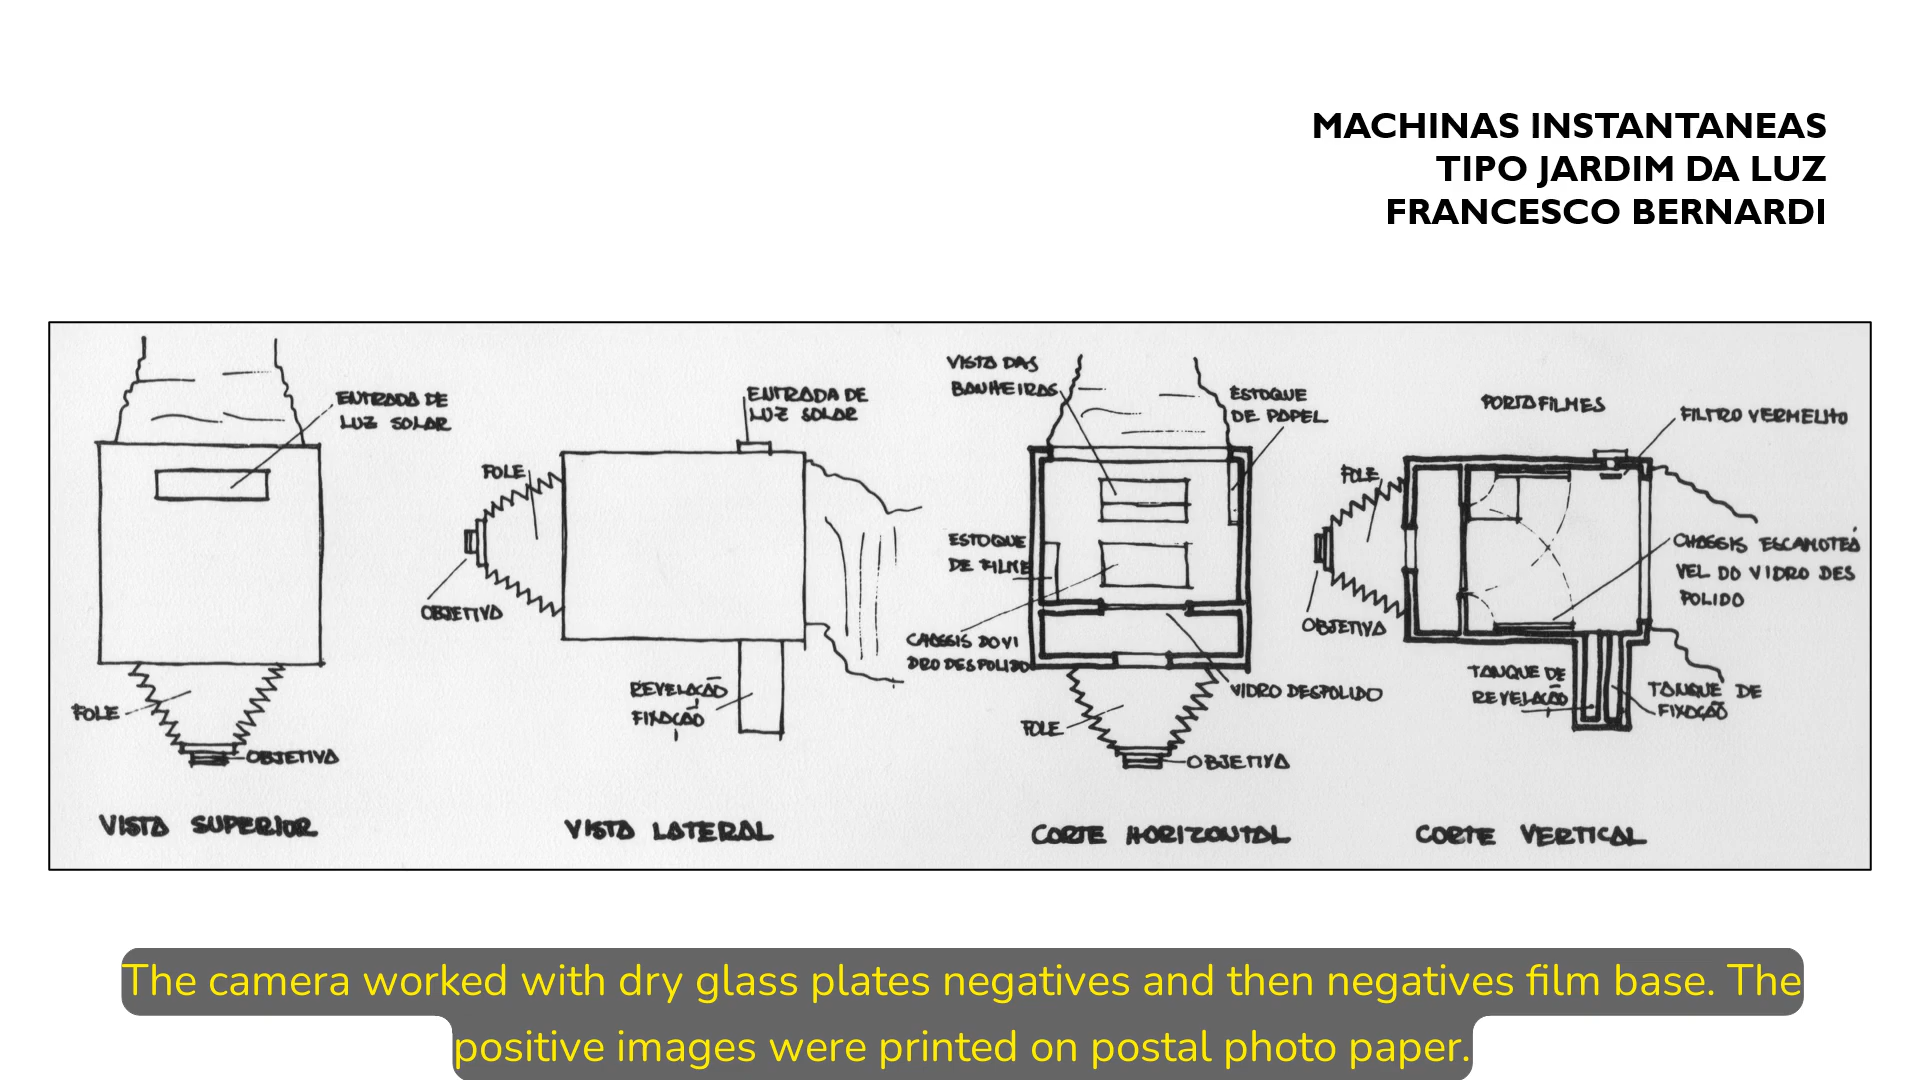 MACHINAS INSTANTANEAS
TIPO JARDIM DA LUZ
FRANCESCO BERNARDI
ENTRADA DE
LUZ SOLAR
FOLE
OBJETIVA
VISTA SUPERIOR
ENTRADA DE
LUZ SOLAR
FOLE
OBJETIVA
REVELAÇÃO
FIXAÇÃO
VISTA LATERAL
VISTA DAS
BANHEIRAS
ESTOQUE
DE PAPEL
ESTOQUE
DE FILME
CHASSIS DO VI
DRO DESPOLIDO
VIDRO DESPOLIDO
FOLE
OBJETIVA
CORTE HORIZONTAL
PORTA FILMES
FILTRO VERMELHO
FOLE
OBJETIVA
CHASSIS ESCAMOTEÁ
VEL DO VIDRO DES
POLIDO
TANQUE DE
REVELAÇÃO
TANQUE DE
FIXAÇÃO
CORTE VERTICAL
The camera worked with dry glass plates negatives and then negatives film base. The
positive images were printed on postal photo paper.